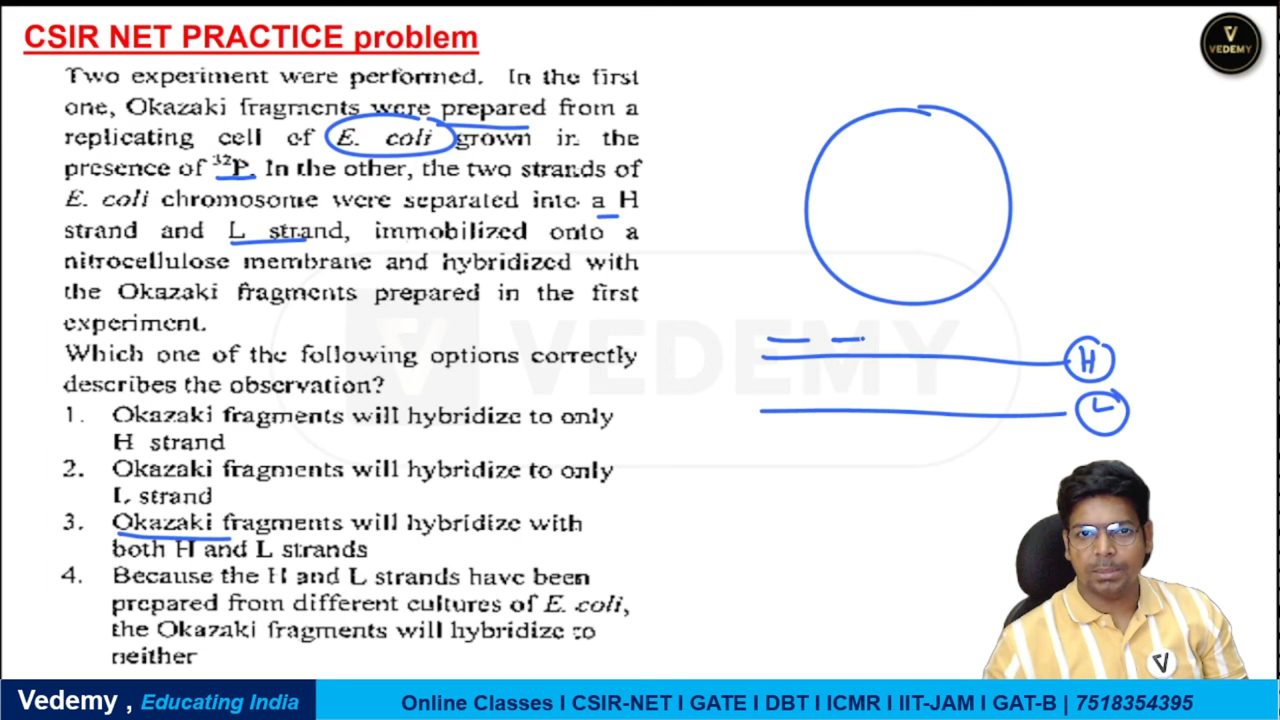 CSIR NET PRACTICE problem
VEDEMY
Two experiment were performed. In the first
one, Okazaki fragments were prepared from a
replicating cell of E. coli grown in the
presence of ³²P. In the other, the two strands of
E. coli chromosome were separated into a H
strand and L strand, immobilized onto a
nitrocellulose membrane and hybridized with
the Okazaki fragments prepared in the first
experiment.
Which one of the following options correctly
describes the observation?
1. Okazaki fragments will hybridize to only
H strand
2. Okazaki fragments will hybridize to only
L strand
3. Okazaki fragments will hybridize with
both H and L strands
4. Because the H and L strands have been
prepared from different cultures of E. coli,
the Okazaki fragments will hybridize to
neither
VEDEMY
H
L
Vedemy , Educating India
Online Classes I CSIR-NET I GATE I DBT I ICMR I IIT-JAM I GAT-B | 7518354395